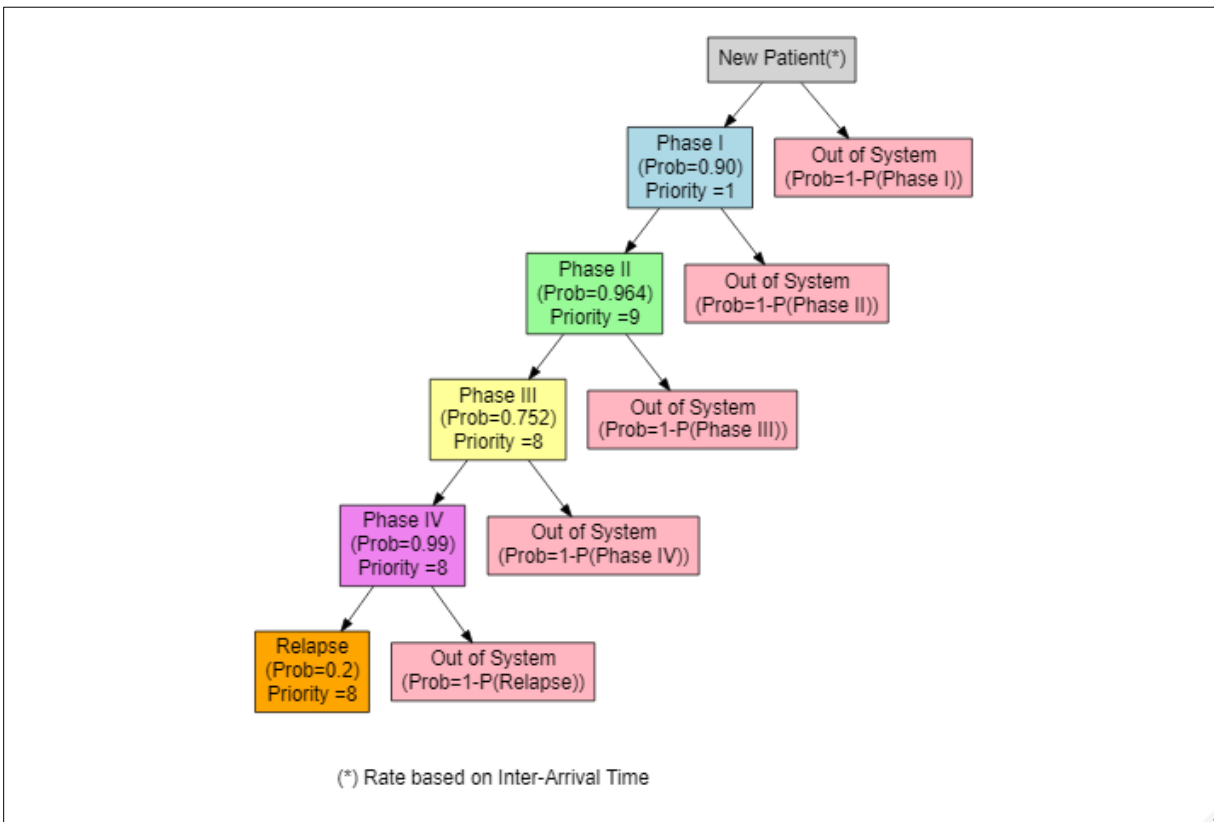 New Patient(*)
Phase I
(Prob=0.90)
Priority =1
Out of System
(Prob=1-P(Phase I))
Phase II
(Prob=0.964)
Priority =9
Out of System
(Prob=1-P(Phase II))
Phase III
(Prob=0.752)
Priority =8
Out of System
(Prob=1-P(Phase III))
Phase IV
(Prob=0.99)
Priority =8
Out of System
(Prob=1-P(Phase IV))
Relapse
(Prob=0.2)
Priority =8
Out of System
(Prob=1-P(Relapse))
(*) Rate based on Inter-Arrival Time